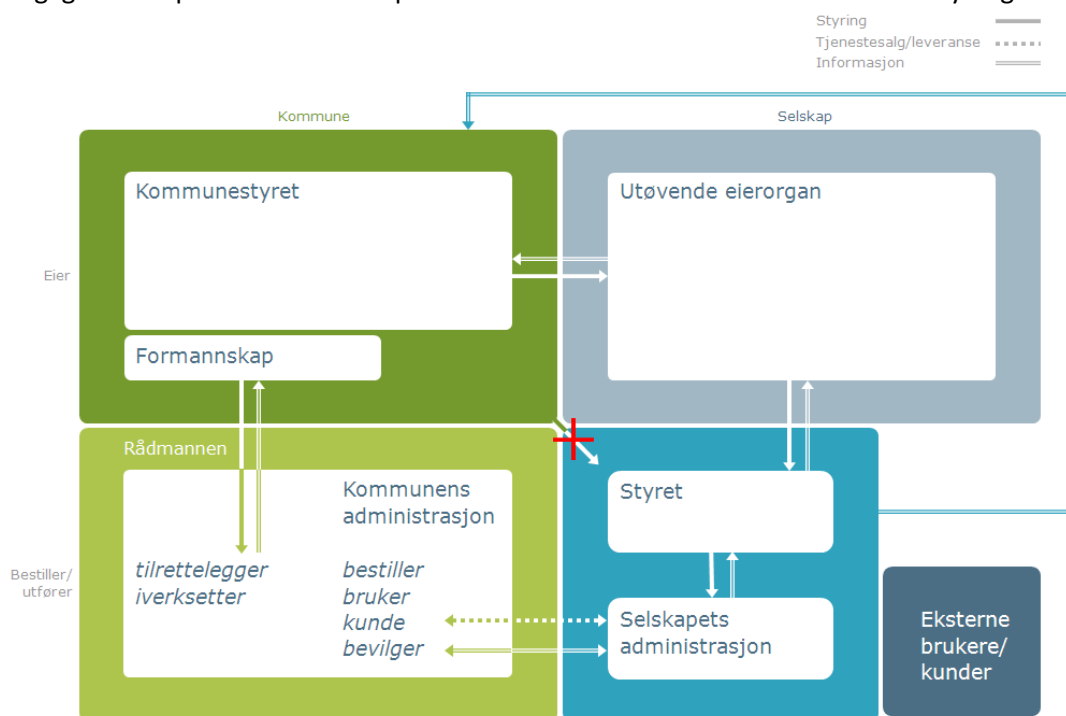 Styring
Tjenestesalg/leveranse
Informasjon
Kommune
Selskap
Kommunestyret
Utøvende eierorgan
Eier
Formannskap
Rådmannen
Kommunens
administrasjon
Styret
Bestiller/
utfører
tilrettelegger
iverksetter
bestiller
bruker
kunde
bevilger
Selskapets
administrasjon
Eksterne
brukere/
kunder